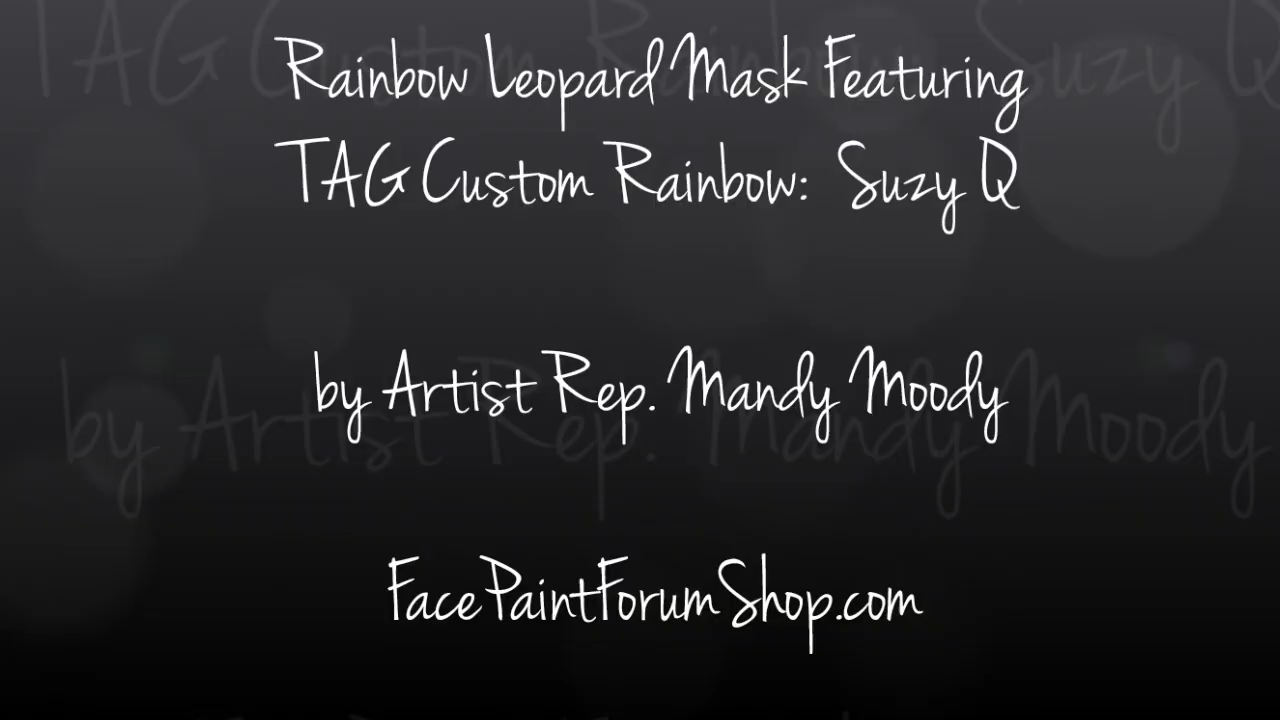 Rainbow Leopard Mask Featuring
TAG Custom Rainbow: Suzy Q
by Artist Rep. Mandy Moody
FacePaintForumShop.com